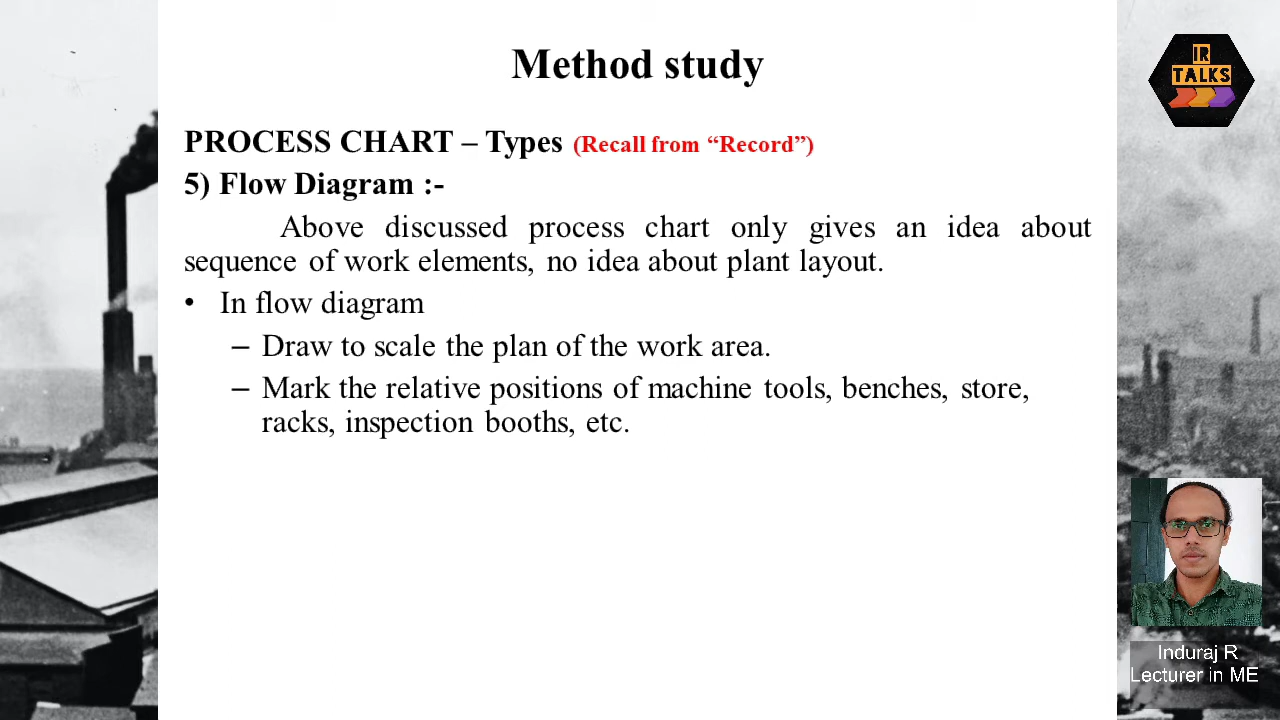 Method study
IR
TALKS
PROCESS CHART – Types (Recall from “Record”)
5) Flow Diagram :-
Above discussed process chart only gives an idea about
sequence of work elements, no idea about plant layout.
• In flow diagram
– Draw to scale the plan of the work area.
– Mark the relative positions of machine tools, benches, store,
racks, inspection booths, etc.
Induraj R
Lecturer in ME